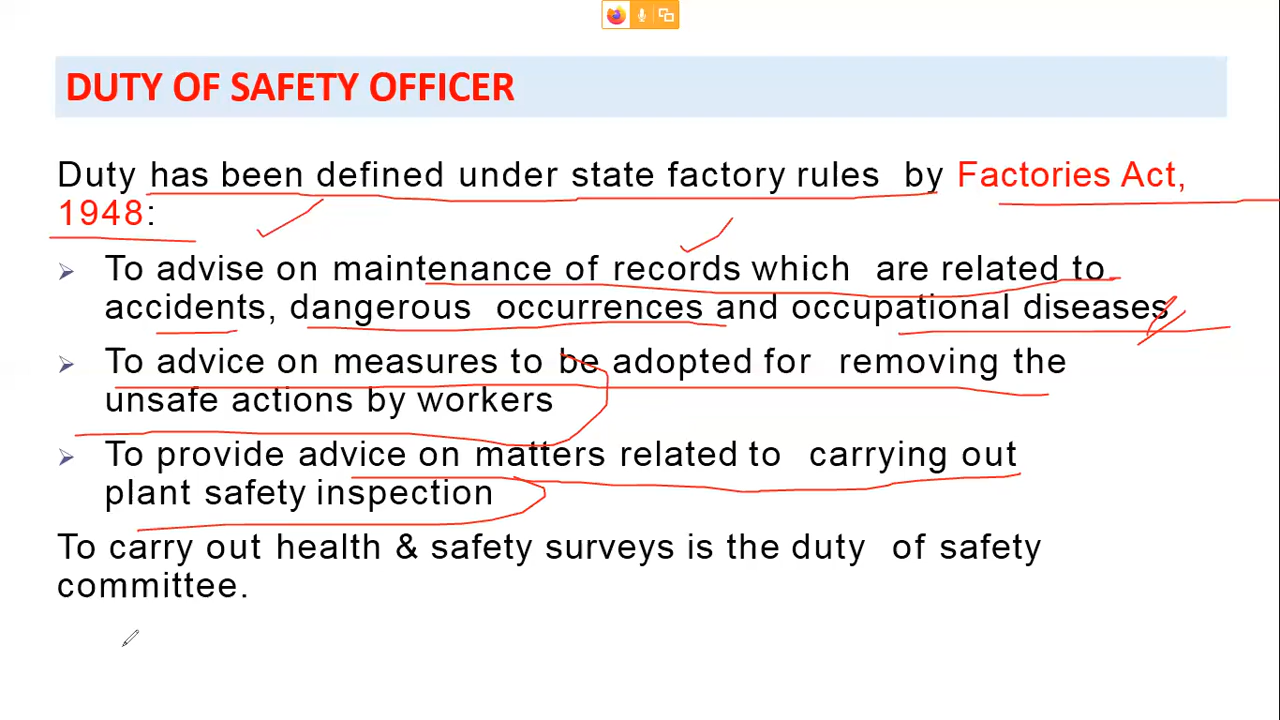 DUTY OF SAFETY OFFICER
Duty has been defined under state factory rules by Factories Act,
1948:
To advise on maintenance of records which are related to
accidents, dangerous occurrences and occupational diseases
To advice on measures to be adopted for removing the
unsafe actions by workers
To provide advice on matters related to carrying out
plant safety inspection
To carry out health & safety surveys is the duty of safety
committee.